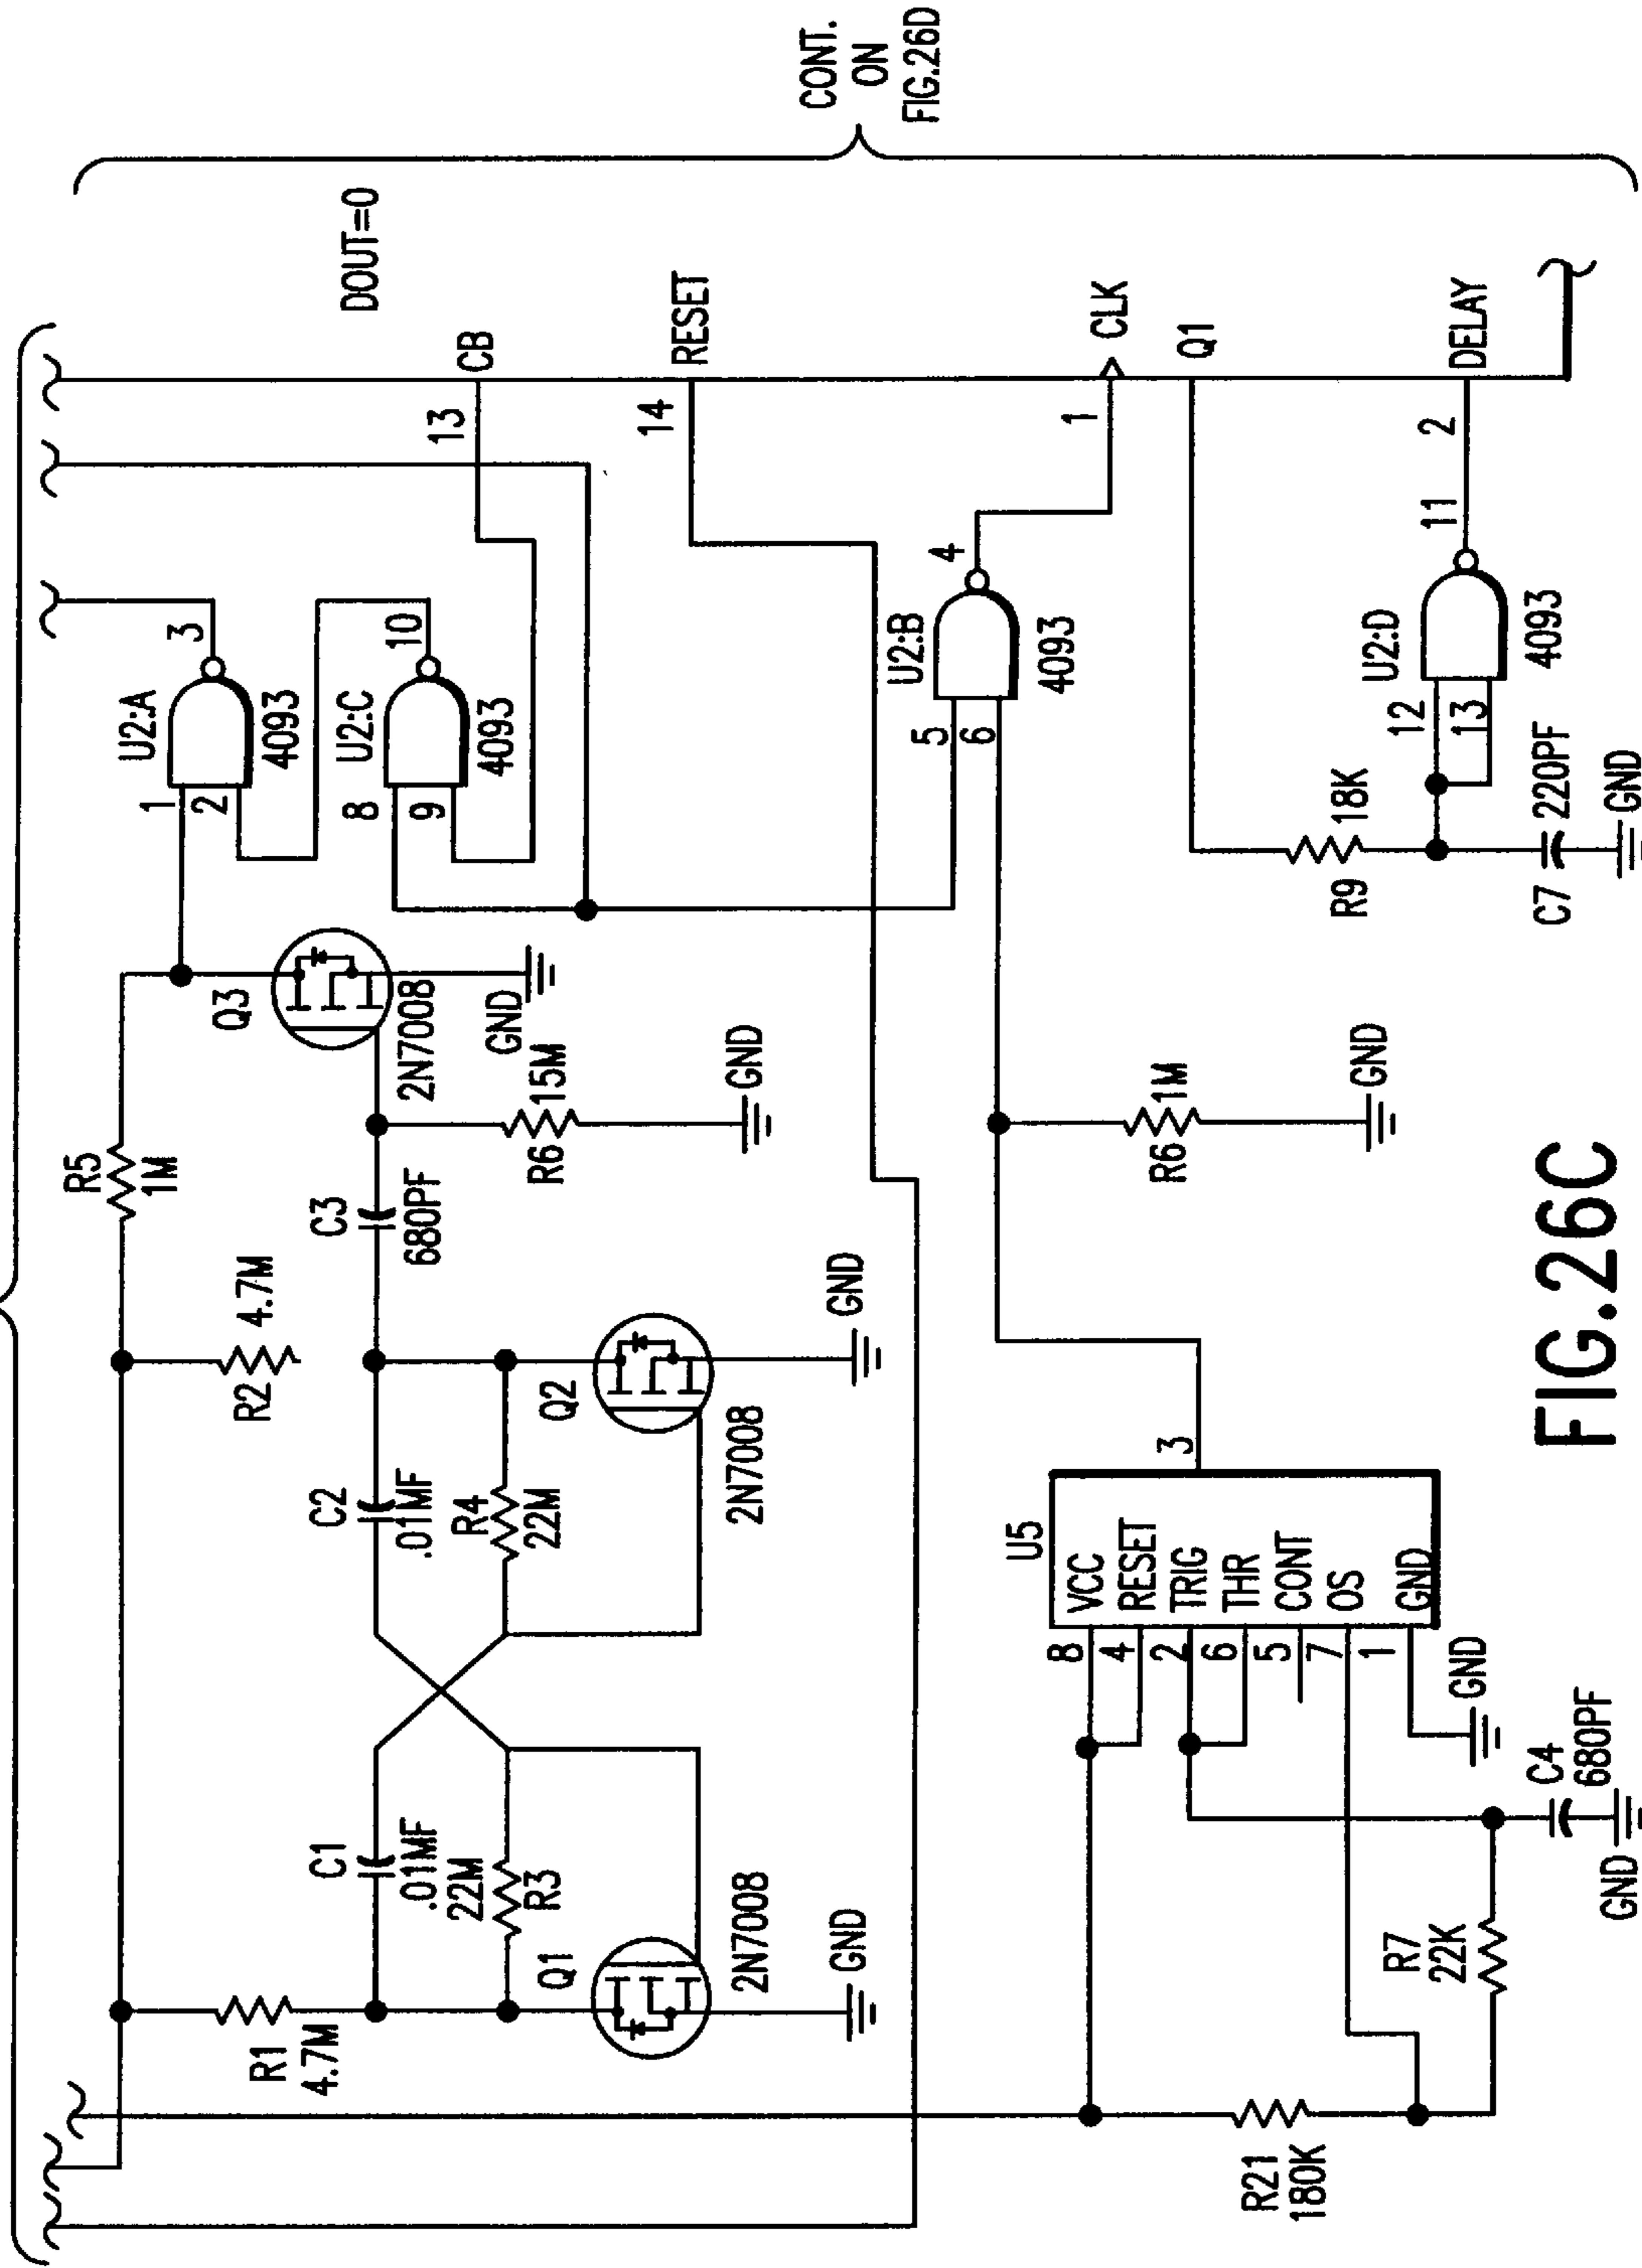 CONT.
ON
FIG.26D
DOUT=0
CB
13
RESET
14
CLK
1
Q1
DELAY
2
U2:A
4093
1
2
3
U2:C
4093
8
9
10
U2:B
4093
5
6
4
U2:D
4093
12
13
11
R9
18K
C7
220PF
GND
R5
1M
Q3
2N7008
GND
R2
4.7M
C3
680PF
R6
15M
GND
C2
.01MF
R4
22M
Q2
2N7008
GND
C1
.01MF
22M
R3
Q1
2N7008
GND
R1
4.7M
R6
1M
GND
U5
VCC
RESET
TRIG
THR
CONT
OS
GND
8
4
2
6
5
7
1
3
GND
C4
680PF
GND
R7
22K
R21
180K
FIG.26C